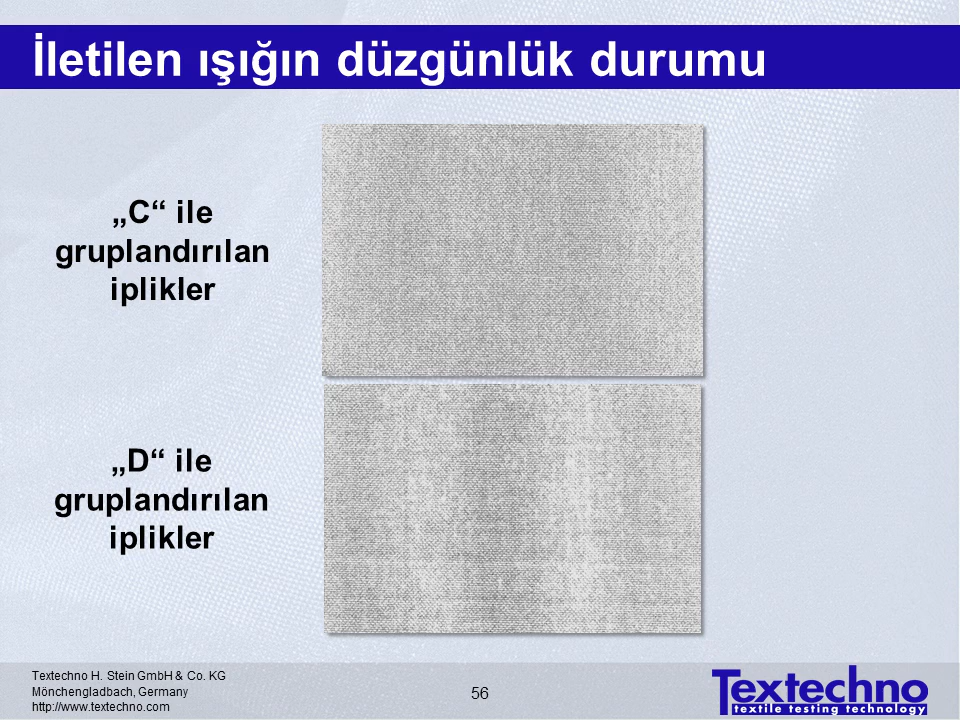 İletilen ışığın düzgünlük durumu
„C“ ile
gruplandırılan
iplikler
„D“ ile
gruplandırılan
iplikler
Textechno H. Stein GmbH & Co. KG
Mönchengladbach, Germany
http://www.textechno.com
56
Textechno
textile testing technology